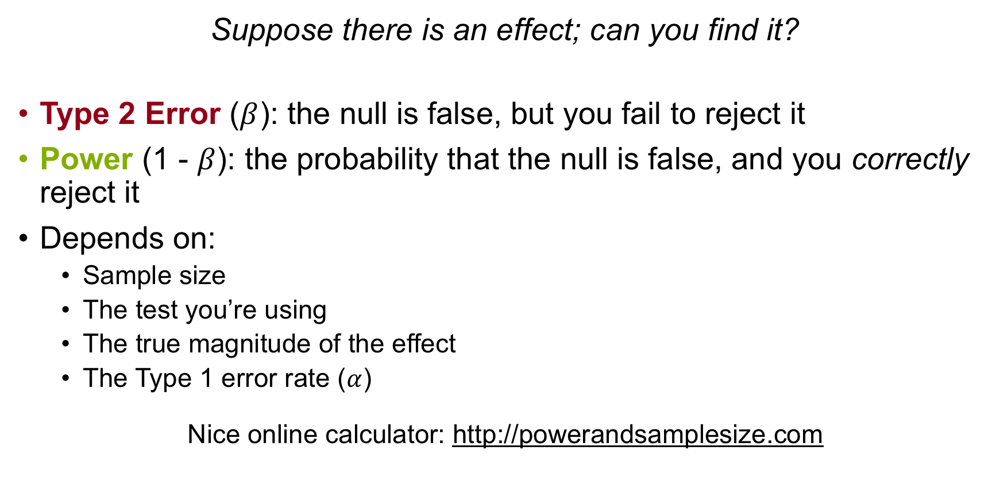 Suppose there is an effect; can you find it?
• Type 2 Error (β): the null is false, but you fail to reject it
• Power (1 - β): the probability that the null is false, and you correctly
reject it
• Depends on:
• Sample size
• The test you’re using
• The true magnitude of the effect
• The Type 1 error rate (α)
Nice online calculator: http://powerandsamplesize.com